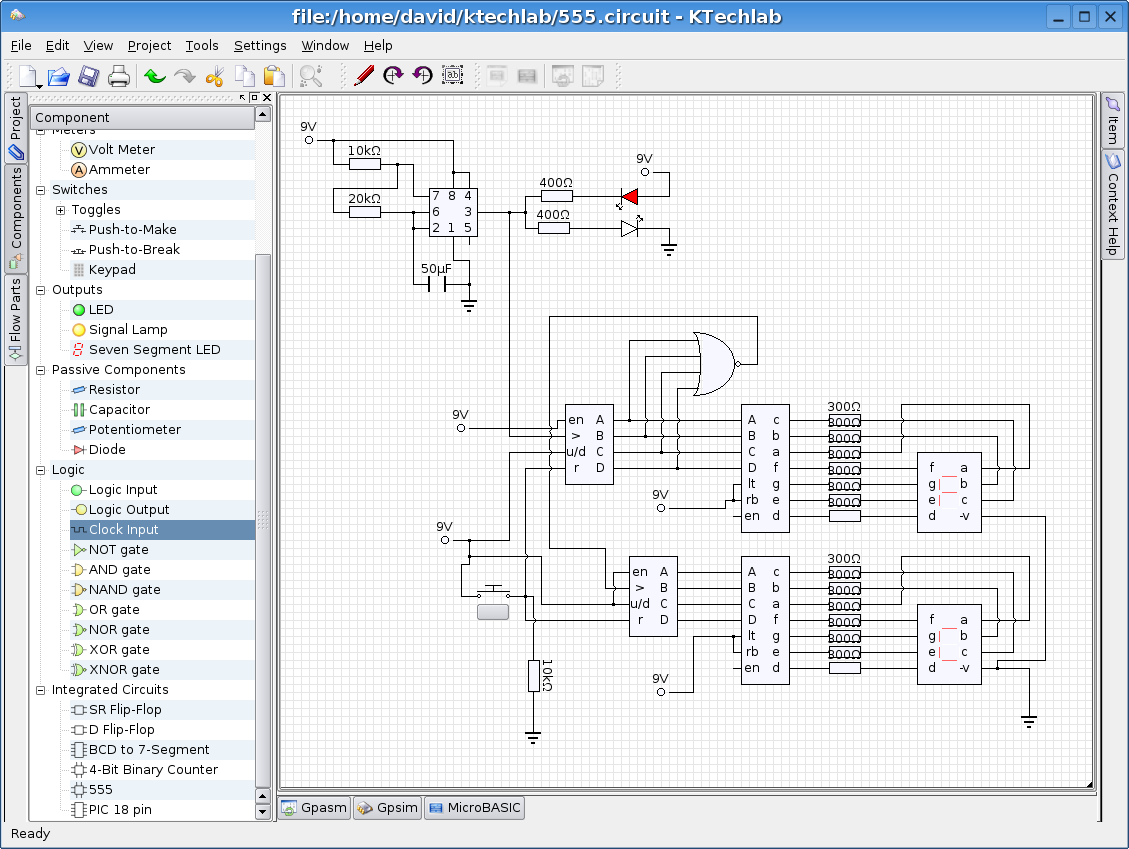 file:/home/david/ktechlab/555.circuit - KTechlab
File Edit View Project Tools Settings Window Help
Project
Components
Flow Parts
Component
Meters
Volt Meter
Ammeter
Switches
Toggles
Push-to-Make
Push-to-Break
Keypad
Outputs
LED
Signal Lamp
Seven Segment LED
Passive Components
Resistor
Capacitor
Potentiometer
Diode
Logic
Logic Input
Logic Output
Clock Input
NOT gate
AND gate
NAND gate
OR gate
NOR gate
XOR gate
XNOR gate
Integrated Circuits
SR Flip-Flop
D Flip-Flop
BCD to 7-Segment
4-Bit Binary Counter
555
PIC 18 pin
9V
10kΩ
20kΩ
7 8 4
6 3
2 1 5
50µF
9V
400Ω
400Ω
9V
en A
> B
u/d C
r D
A c
B b
C a
D f
lt g
rb e
en d
300Ω
300Ω
300Ω
300Ω
300Ω
300Ω
300Ω
f a
g b
e c
d -v
9V
9V
en A
> B
u/d C
r D
A c
B b
C a
D f
lt g
rb e
en d
300Ω
300Ω
300Ω
300Ω
300Ω
300Ω
300Ω
f a
g b
e c
d -v
10kΩ
9V
Gpasm Gpsim MicroBASIC
Item
Context Help
Ready